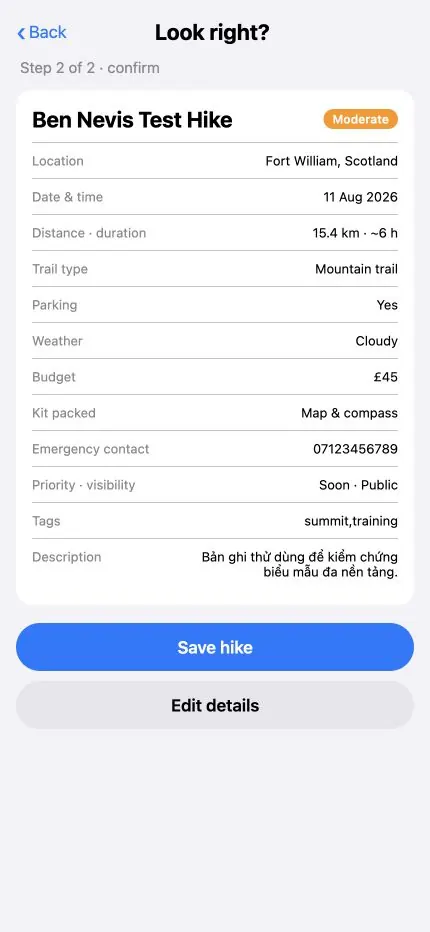 Back
Look right?
Step 2 of 2 · confirm
Ben Nevis Test Hike
Moderate
Location
Fort William, Scotland
Date & time
11 Aug 2026
Distance · duration
15.4 km · ~6 h
Trail type
Mountain trail
Parking
Yes
Weather
Cloudy
Budget
£45
Kit packed
Map & compass
Emergency contact
07123456789
Priority · visibility
Soon · Public
Tags
summit,training
Description
Bản ghi thử dùng để kiểm chứng
biểu mẫu đa nền tảng.
Save hike
Edit details